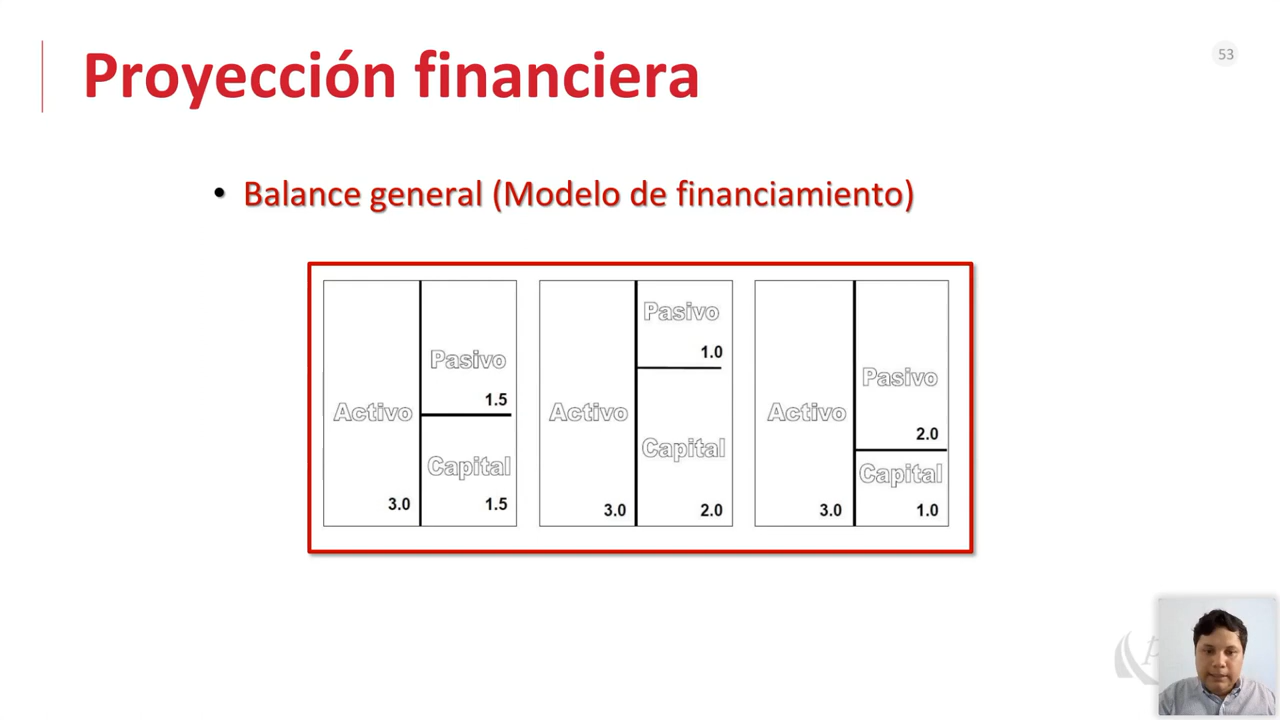 Proyección financiera
53
• Balance general (Modelo de financiamiento)
Activo
3.0
Pasivo
1.5
Capital
1.5
Activo
3.0
Pasivo
1.0
Capital
2.0
Activo
3.0
Pasivo
2.0
Capital
1.0